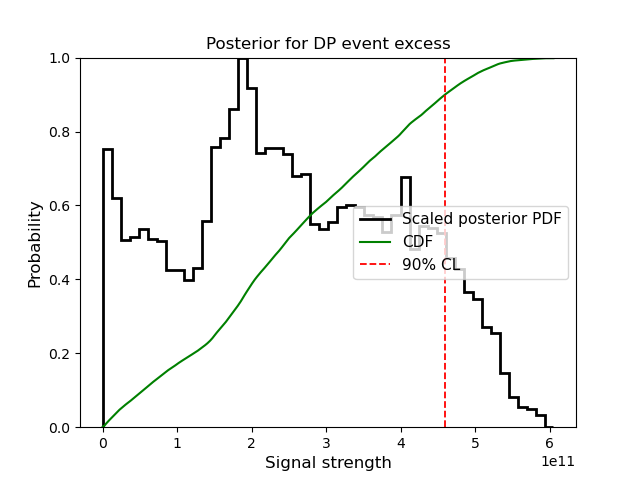 Posterior for DP event excess
Probability
1.0
0.8
0.6
0.4
0.2
0.0
Scaled posterior PDF
CDF
90% CL
0 1 2 3 4 5 6
1e11
Signal strength